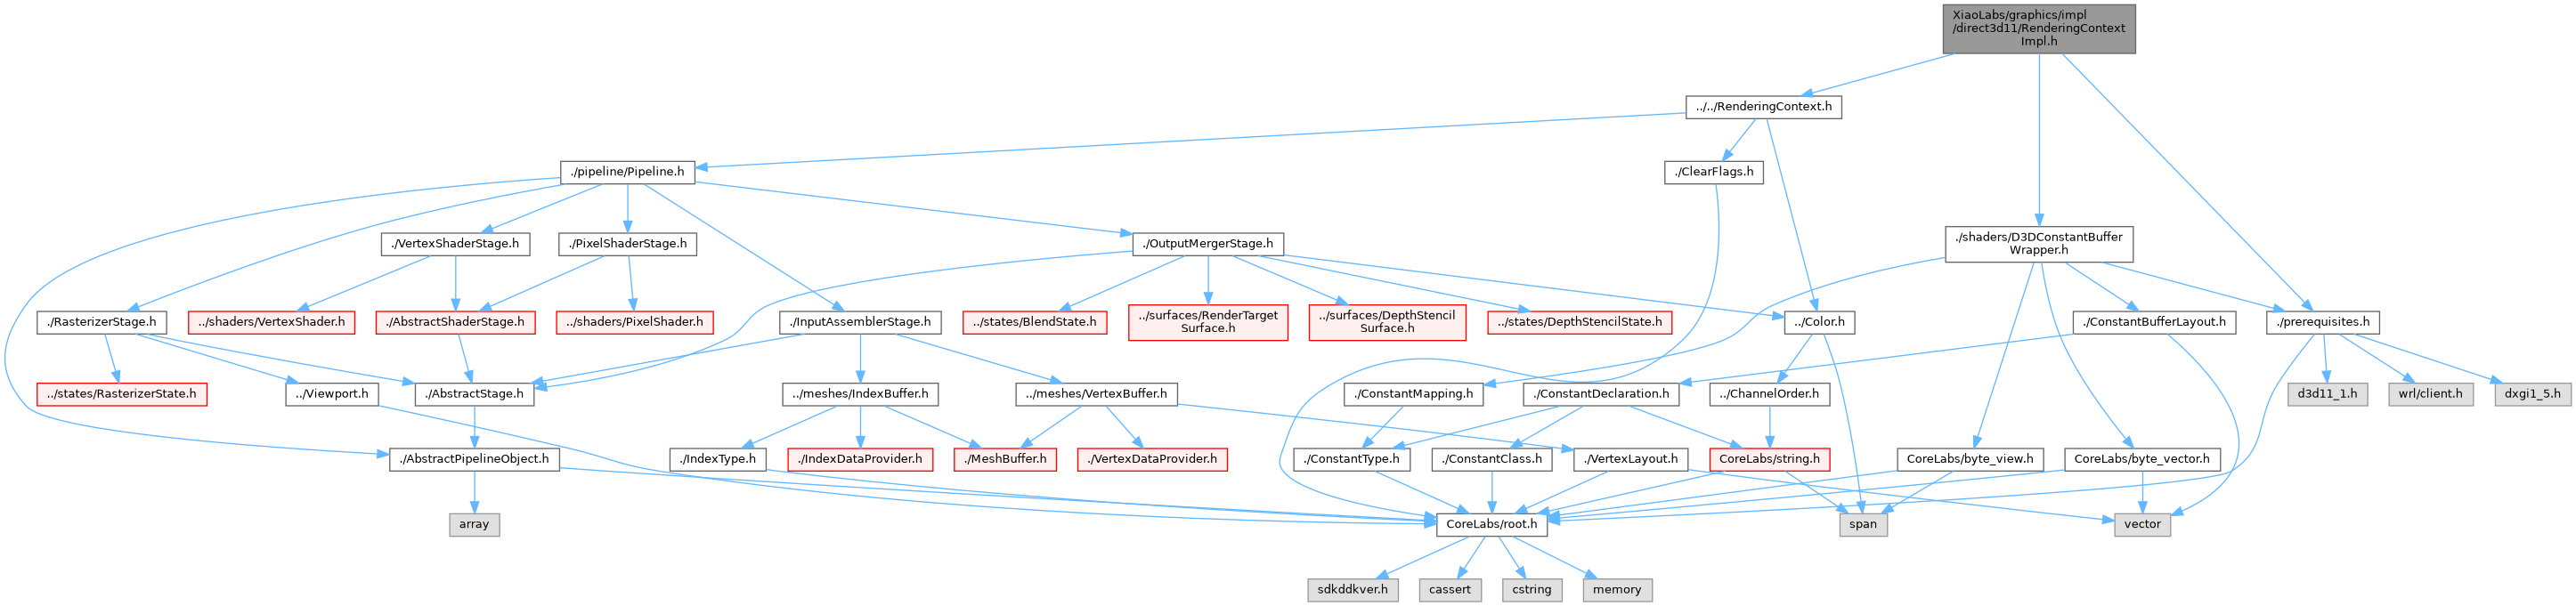 XiaoLabs/graphics/impl
/direct3d11/RenderingContext
Impl.h
../../RenderingContext.h
./pipeline/Pipeline.h
./ClearFlags.h
./VertexShaderStage.h
./PixelShaderStage.h
./OutputMergerStage.h
./shaders/D3DConstantBuffer
Wrapper.h
./RasterizerStage.h
../shaders/VertexShader.h
./AbstractShaderStage.h
../shaders/PixelShader.h
./InputAssemblerStage.h
../states/BlendState.h
../surfaces/RenderTarget
Surface.h
../surfaces/DepthStencil
Surface.h
../states/DepthStencilState.h
../Color.h
./ConstantBufferLayout.h
./prerequisites.h
../states/RasterizerState.h
../Viewport.h
./AbstractStage.h
../meshes/IndexBuffer.h
../meshes/VertexBuffer.h
./ConstantMapping.h
./ConstantDeclaration.h
../ChannelOrder.h
d3d11_1.h
wrl/client.h
dxgi1_5.h
./AbstractPipelineObject.h
./IndexType.h
./IndexDataProvider.h
./MeshBuffer.h
./VertexDataProvider.h
./ConstantType.h
./ConstantClass.h
./VertexLayout.h
CoreLabs/string.h
CoreLabs/byte_view.h
CoreLabs/byte_vector.h
array
CoreLabs/root.h
span
vector
sdkddkver.h
cassert
cstring
memory